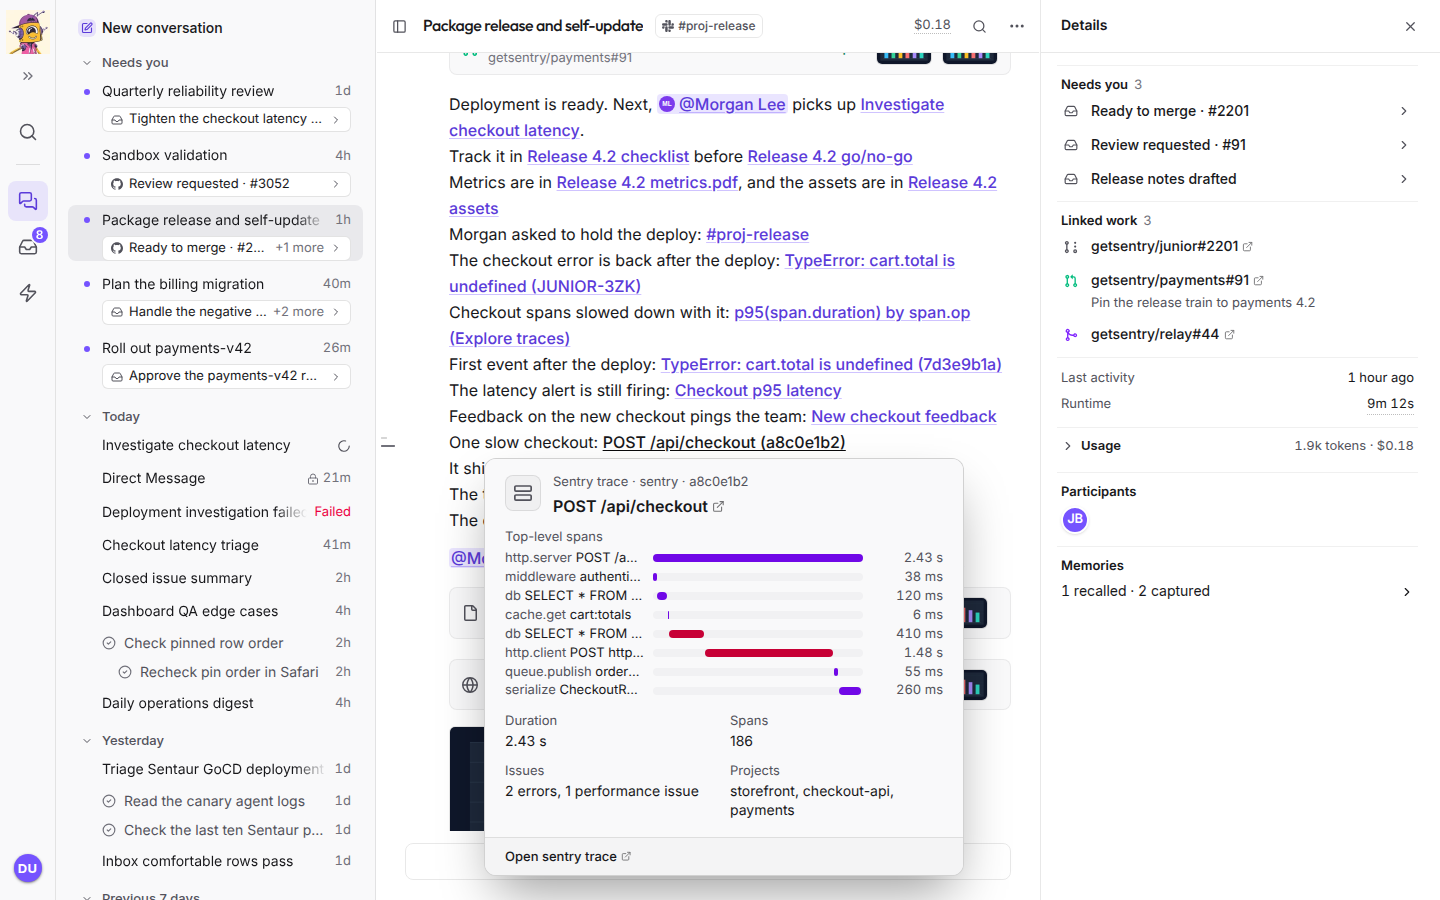 New conversation
Needs you
Quarterly reliability review 1d
Tighten the checkout latency ...
Sandbox validation 4h
Review requested · #3052
Package release and self-update 1h
Ready to merge · #2... +1 more
Plan the billing migration 40m
Handle the negative ... +2 more
Roll out payments-v42 26m
Approve the payments-v42 r...
Today
Investigate checkout latency
Direct Message 21m
Deployment investigation failed Failed
Checkout latency triage 41m
Closed issue summary 2h
Dashboard QA edge cases 4h
Check pinned row order 2h
Recheck pin order in Safari 2h
Daily operations digest 4h
Yesterday
Triage Sentaur GoCD deployment 1d
Read the canary agent logs 1d
Check the last ten Sentaur p... 1d
Inbox comfortable rows pass 1d
Previous 7 days
8
DU
Package release and self-update #proj-release $0.18
getsentry/payments#91
Deployment is ready. Next, ML @Morgan Lee picks up Investigate
checkout latency.
Track it in Release 4.2 checklist before Release 4.2 go/no-go
Metrics are in Release 4.2 metrics.pdf, and the assets are in Release 4.2
assets
Morgan asked to hold the deploy: #proj-release
The checkout error is back after the deploy: TypeError: cart.total is
undefined (JUNIOR-3ZK)
Checkout spans slowed down with it: p95(span.duration) by span.op
(Explore traces)
First event after the deploy: TypeError: cart.total is undefined (7d3e9b1a)
The latency alert is still firing: Checkout p95 latency
Feedback on the new checkout pings the team: New checkout feedback
One slow checkout: POST /api/checkout (a8c0e1b2)
It shi
The
The
@Mo
Sentry trace · sentry · a8c0e1b2
POST /api/checkout
Top-level spans
http.server POST /a... 2.43 s
middleware authenti... 38 ms
db SELECT * FROM ... 120 ms
cache.get cart:totals 6 ms
db SELECT * FROM ... 410 ms
http.client POST http... 1.48 s
queue.publish order... 55 ms
serialize CheckoutR... 260 ms
Duration Spans
2.43 s 186
Issues Projects
2 errors, 1 performance issue storefront, checkout-api,
payments
Open sentry trace
Details
Needs you 3
Ready to merge · #2201
Review requested · #91
Release notes drafted
Linked work 3
getsentry/junior#2201
getsentry/payments#91
Pin the release train to payments 4.2
getsentry/relay#44
Last activity 1 hour ago
Runtime 9m 12s
Usage 1.9k tokens · $0.18
Participants
JB
Memories
1 recalled · 2 captured